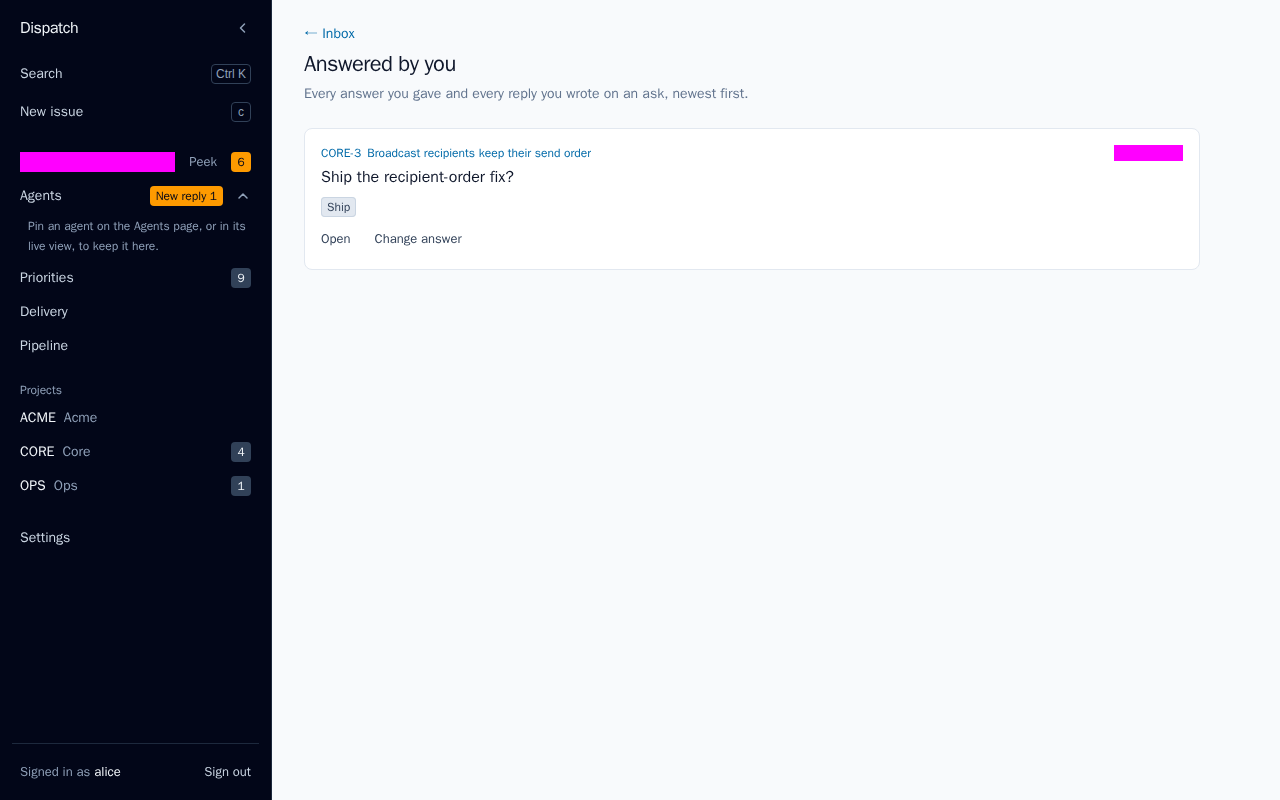 Dispatch
Search Ctrl K
New issue c
Peek 6
Agents New reply 1
Pin an agent on the Agents page, or in its
live view, to keep it here.
Priorities 9
Delivery
Pipeline
Projects
ACME Acme
CORE Core 4
OPS Ops 1
Settings
Signed in as alice Sign out
← Inbox
Answered by you
Every answer you gave and every reply you wrote on an ask, newest first.
CORE-3 Broadcast recipients keep their send order
Ship the recipient-order fix?
Ship
Open Change answer